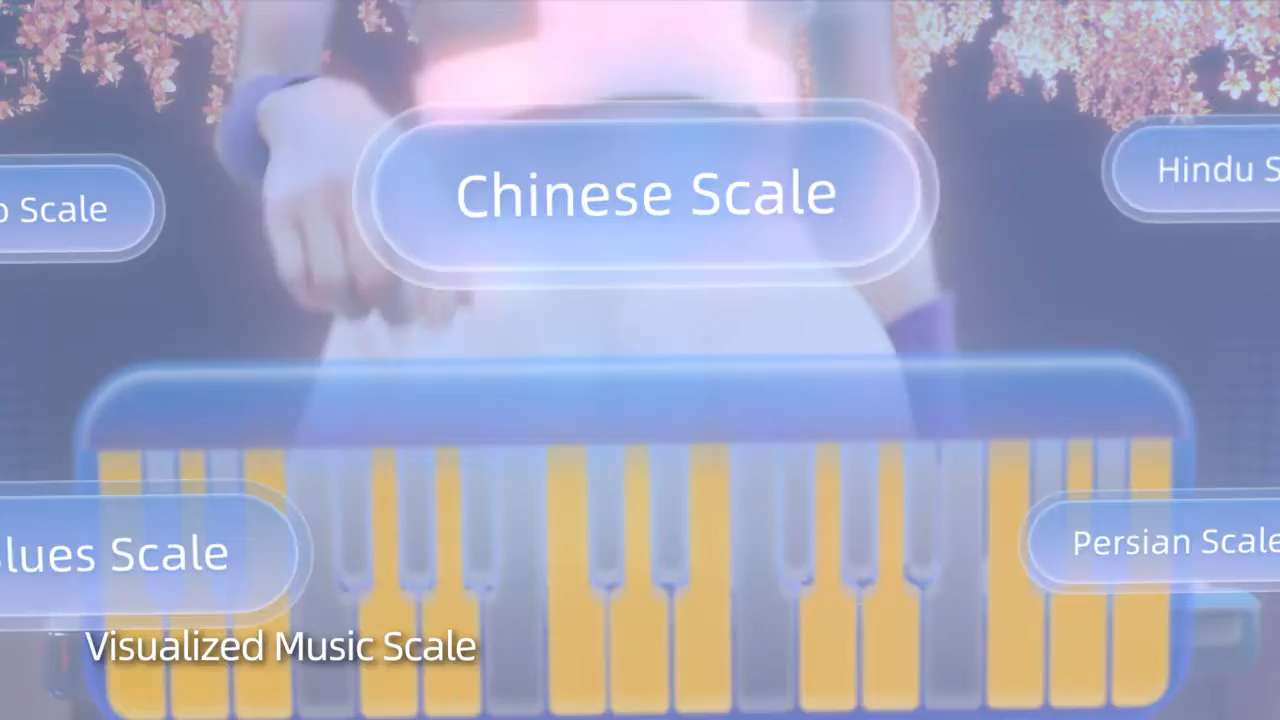 Chinese Scale
Hindu S
Scale
lues Scale
Persian Scale
Visualized Music Scale